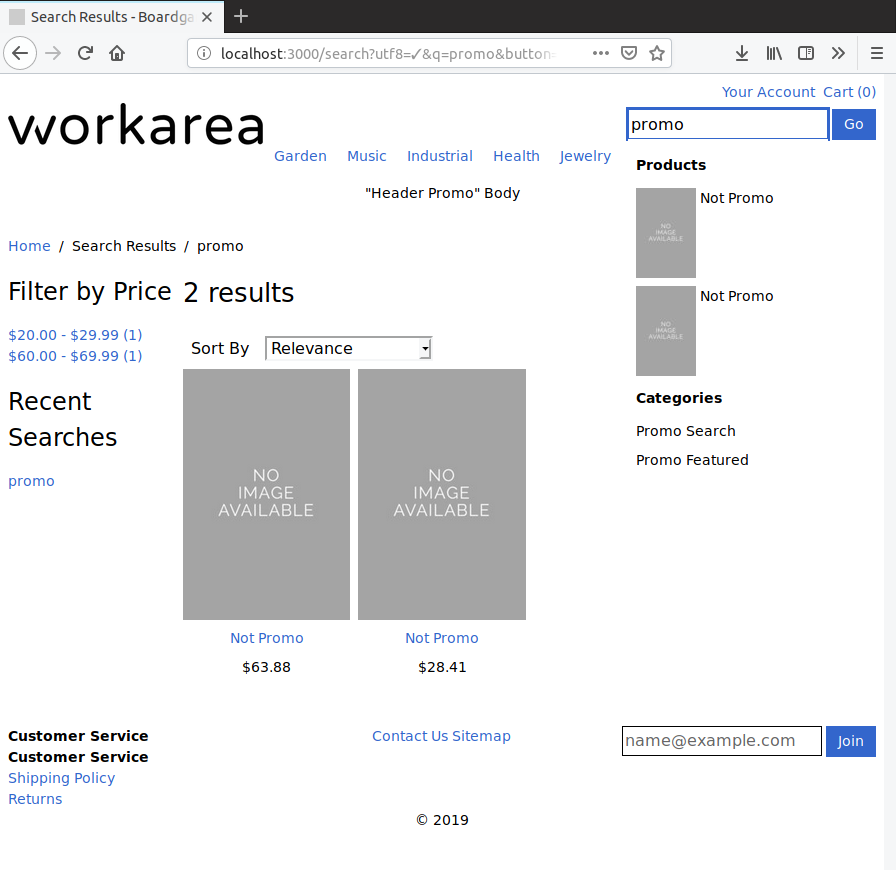 Search Results - Boardga
localhost:3000/search?utf8=✓&q=promo&button=
Your Account Cart (0)
workarea
promo
Go
Garden Music Industrial Health Jewelry
"Header Promo" Body
Products
Not Promo
Not Promo
Categories
Promo Search
Promo Featured
NO IMAGE AVAILABLE
NO IMAGE AVAILABLE
Home / Search Results / promo
Filter by Price
$20.00 - $29.99 (1)
$60.00 - $69.99 (1)
Recent
Searches
promo
2 results
Sort By Relevance
NO
IMAGE
AVAILABLE
NO
IMAGE
AVAILABLE
Not Promo
$63.88
Not Promo
$28.41
Customer Service
Customer Service
Shipping Policy
Returns
Contact Us Sitemap
name@example.com
Join
© 2019